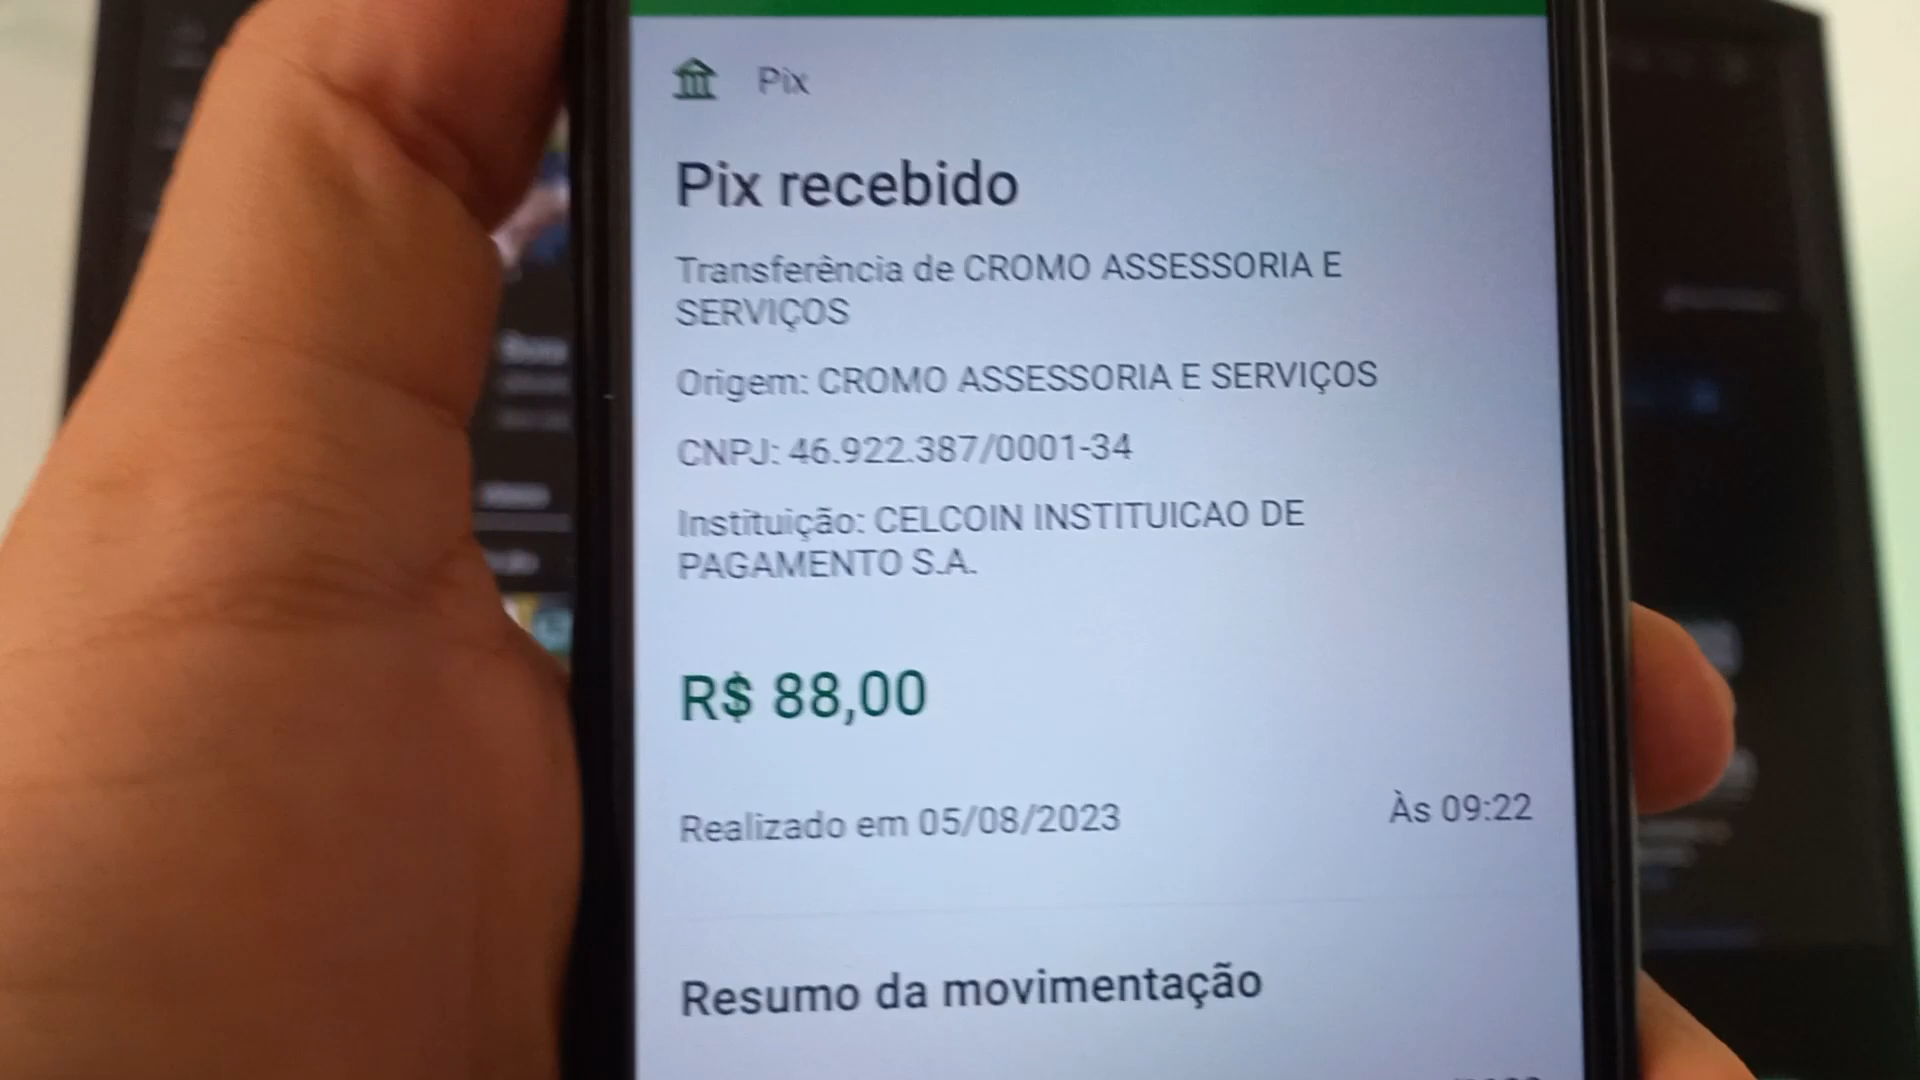 Pix
Pix recebido
Transferência de CROMO ASSESSORIA E
SERVIÇOS
Origem: CROMO ASSESSORIA E SERVIÇOS
CNPJ: 46.922.387/0001-34
Instituição: CELCOIN INSTITUICAO DE
PAGAMENTO S.A.
R$ 88,00
Realizado em 05/08/2023 Às 09:22
Resumo da movimentação